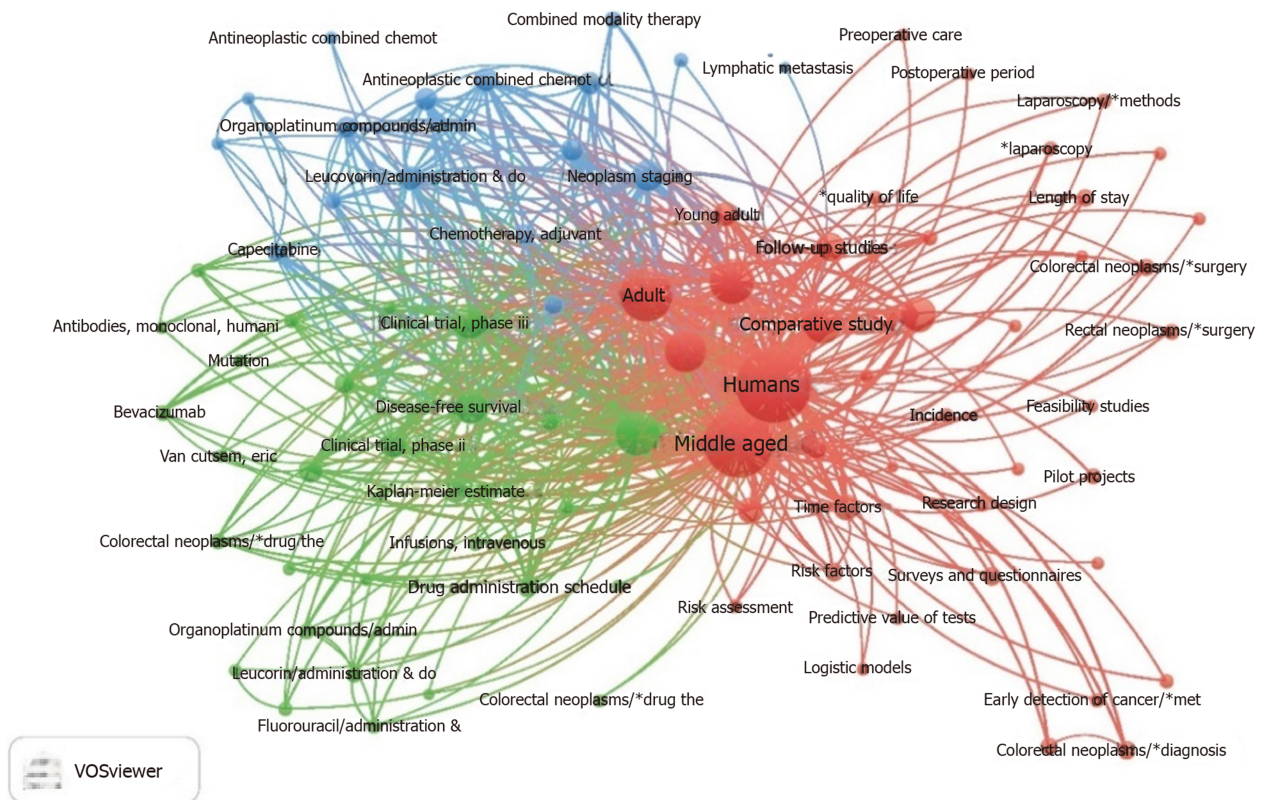 Combined modality therapy
Preoperative care
Antineoplastic combined chemot
Lymphatic metastasis
Postoperative period
Antineoplastic combined chemot
Laparoscopy/*methods
Organoplatinum compounds/admin
*laparoscopy
Leucovorin/administration & do
Neoplasm staging
*quality of life
Length of stay
Young adult
Chemotherapy, adjuvant
Follow-up studies
Capecitabine
Colorectal neoplasms/*surgery
Adult
Antibodies, monoclonal, humani
Clinical trial, phase iii
Comparative study
Rectal neoplasms/*surgery
Mutation
Humans
Bevacizumab
Disease-free survival
Incidence
Feasibility studies
Clinical trial, phase ii
Middle aged
Van cutsem, eric
Pilot projects
Kaplan-meier estimate
Time factors
Research design
Colorectal neoplasms/*drug the
Infusions, intravenous
Risk factors
Surveys and questionnaires
Drug administration schedule
Risk assessment
Predictive value of tests
Organoplatinum compounds/admin
Logistic models
Leucorin/administration & do
Colorectal neoplasms/*drug the
Early detection of cancer/*met
Fluorouracil/administration &
Colorectal neoplasms/*diagnosis
VOSviewer